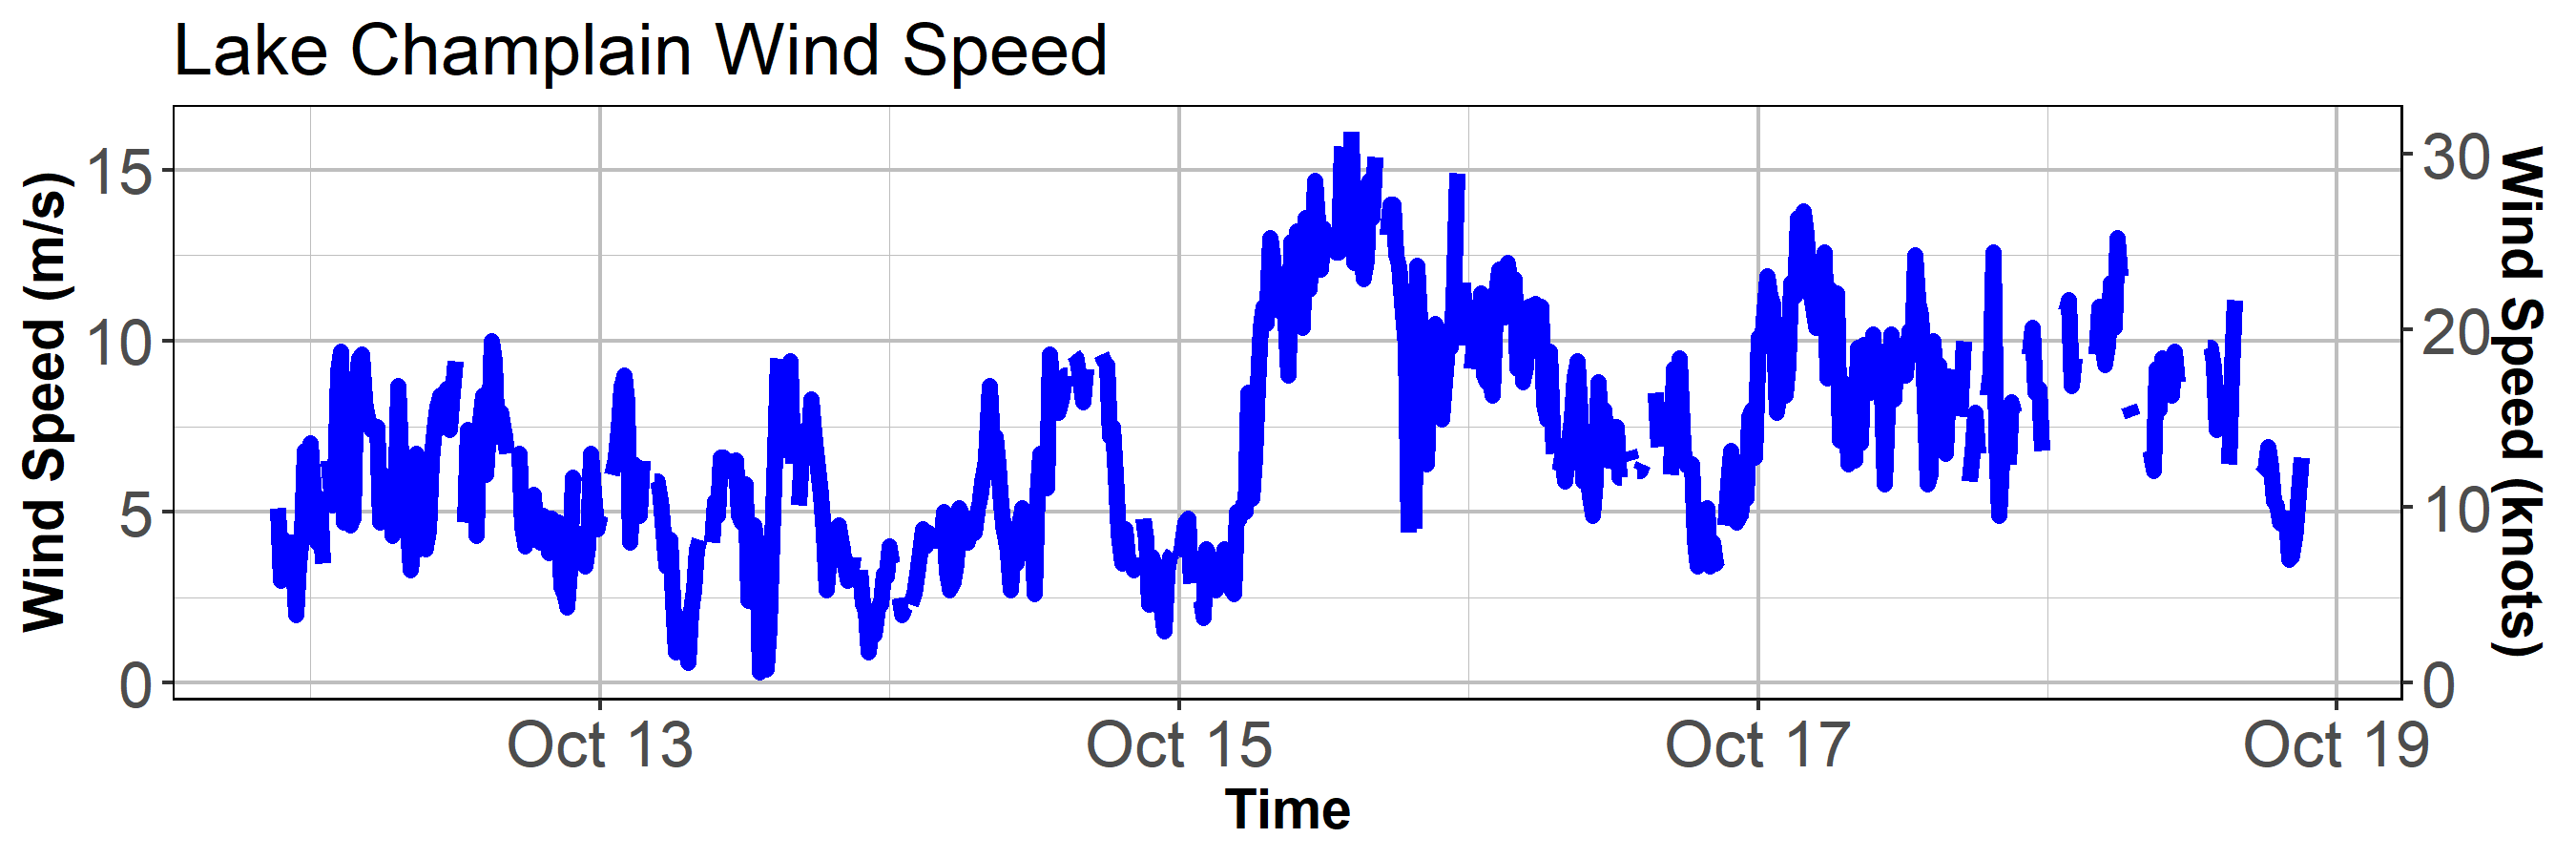 Lake Champlain Wind Speed
Wind Speed (m/s)
15
10
5
0
30
20
10
0
Wind Speed (knots)
Oct 13
Oct 15
Oct 17
Oct 19
Time